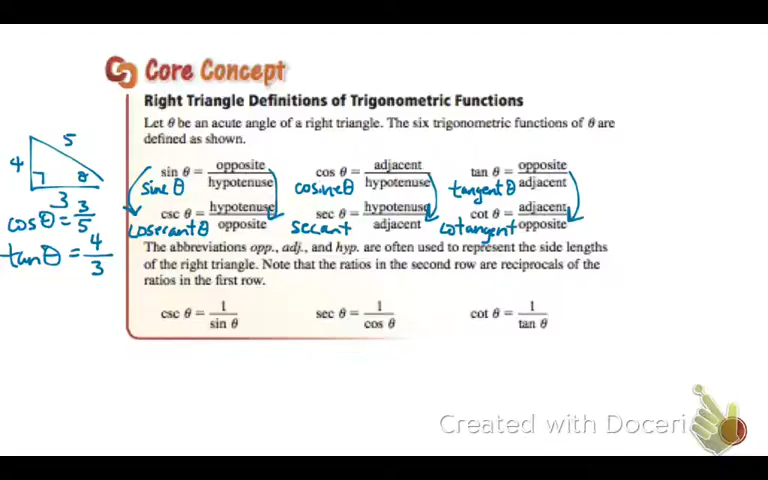 Core Concept
Right Triangle Definitions of Trigonometric Functions
Let θ be an acute angle of a right triangle. The six trigonometric functions of θ are
defined as shown.
sin θ = opposite/hypotenuse cos θ = adjacent/hypotenuse tan θ = opposite/adjacent
sine θ cosine θ tangent θ
csc θ = hypotenuse/opposite sec θ = hypotenuse/adjacent cot θ = adjacent/opposite
cosecant θ secant cotangent
The abbreviations opp., adj., and hyp. are often used to represent the side lengths
of the right triangle. Note that the ratios in the second row are reciprocals of the
ratios in the first row.
csc θ = 1/sin θ sec θ = 1/cos θ cot θ = 1/tan θ
5
4
θ
3
cos θ = 3/5
tan θ = 4/3
Created with Doceri